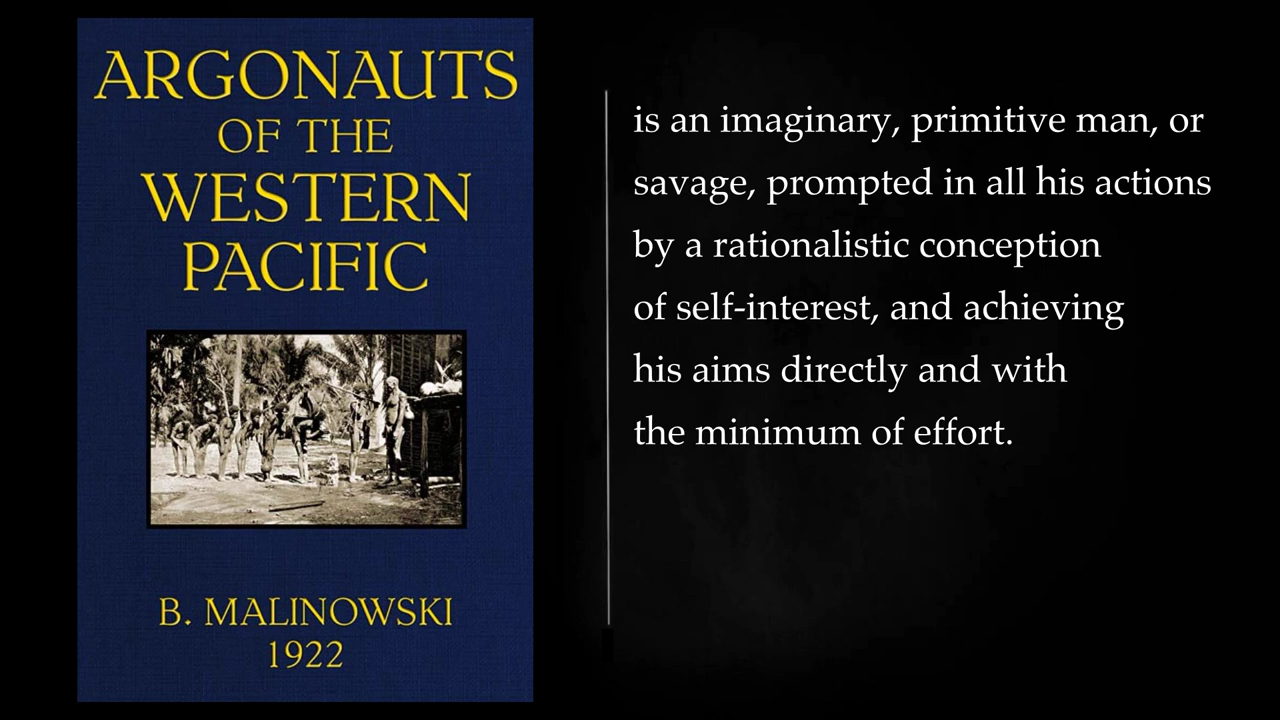 ARGONAUTS
OF THE
WESTERN
PACIFIC
B. MALINOWSKI
1922
is an imaginary, primitive man, or
savage, prompted in all his actions
by a rationalistic conception
of self-interest, and achieving
his aims directly and with
the minimum of effort.